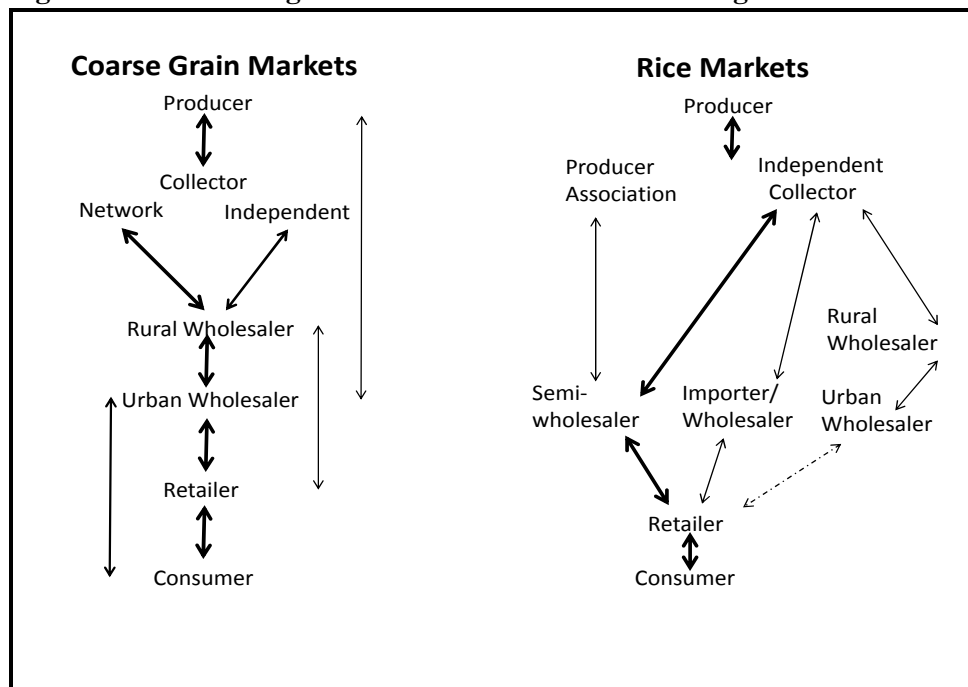 Coarse Grain Markets
Producer
Collector
Network
Independent
Rural Wholesaler
Urban Wholesaler
Retailer
Consumer
Rice Markets
Producer
Producer
Association
Independent
Collector
Rural
Wholesaler
Semi-
wholesaler
Importer/
Wholesaler
Urban
Wholesaler
Retailer
Consumer